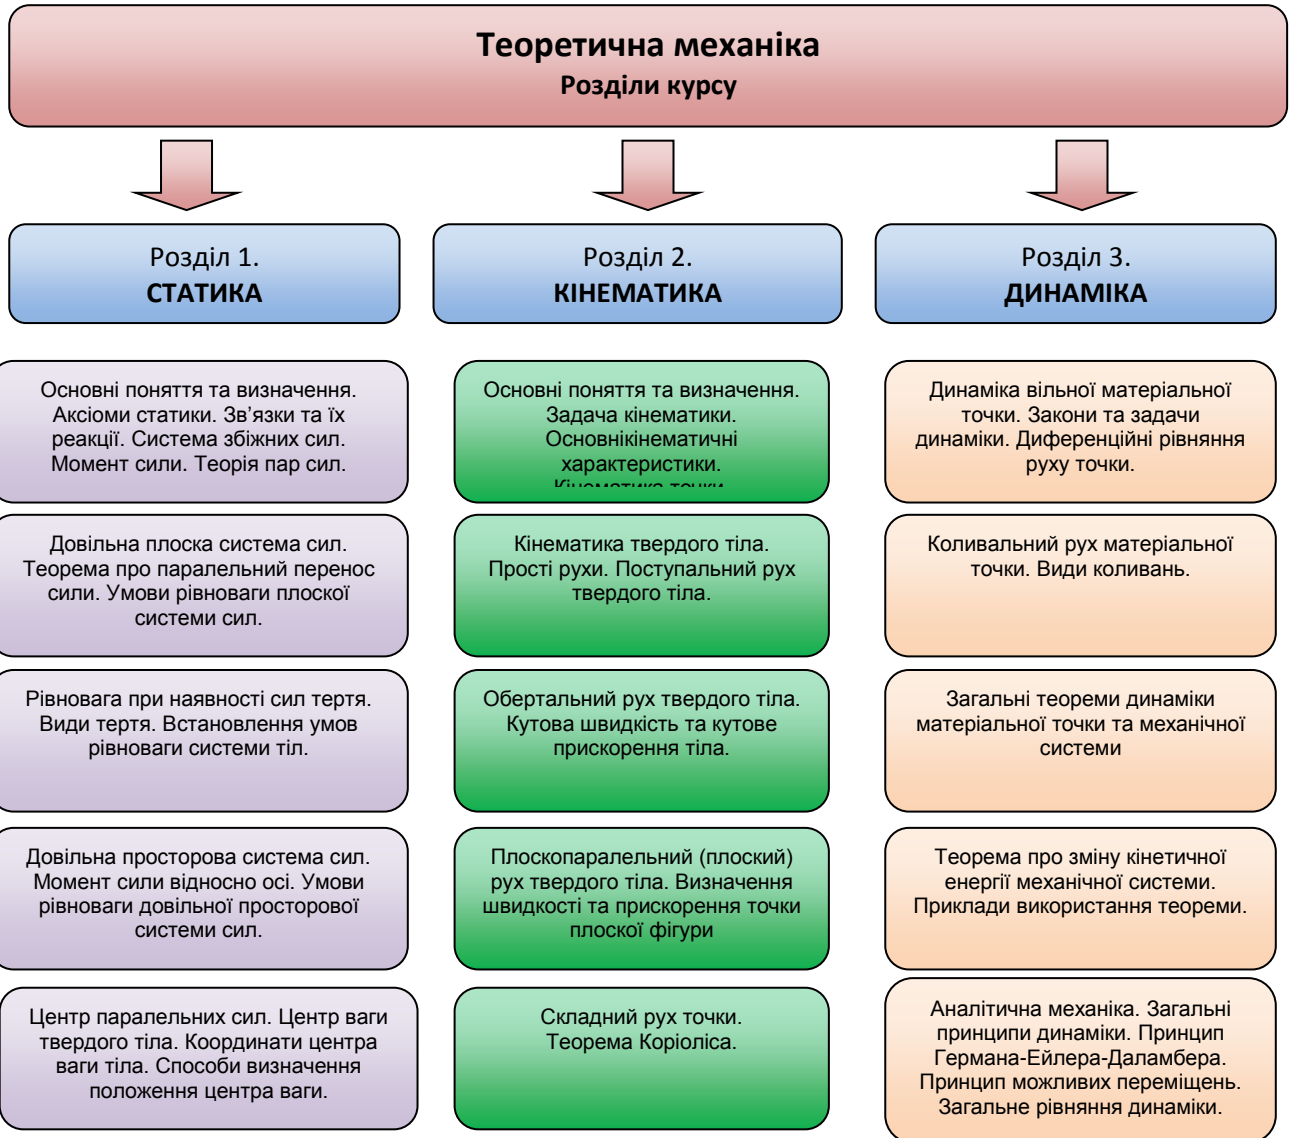 Теоретична механіка
Розділи курсу
Розділ 1.
СТАТИКА
Розділ 2.
КІНЕМАТИКА
Розділ 3.
ДИНАМІКА
Основні поняття та визначення.
Аксіоми статики. Зв’язки та їх
реакції. Система збіжних сил.
Момент сили. Теорія пар сил.
Довільна плоска система сил.
Теорема про паралельний перенос
сили. Умови рівноваги плоскої
системи сил.
Рівновага при наявності сил тертя.
Види тертя. Встановлення умов
рівноваги системи тіл.
Довільна просторова система сил.
Момент сили відносно осі. Умови
рівноваги довільної просторової
системи сил.
Центр паралельних сил. Центр ваги
твердого тіла. Координати центра
ваги тіла. Способи визначення
положення центра ваги.
Основні поняття та визначення.
Задача кінематики.
Основнікінематичні
характеристики.
Кінематика точки
Кінематика твердого тіла.
Прості рухи. Поступальний рух
твердого тіла.
Обертальний рух твердого тіла.
Кутова швидкість та кутове
прискорення тіла.
Плоскопаралельний (плоский)
рух твердого тіла. Визначення
швидкості та прискорення точки
плоскої фігури
Складний рух точки.
Теорема Коріоліса.
Динаміка вільної матеріальної
точки. Закони та задачі
динаміки. Диференційні рівняння
руху точки.
Коливальний рух матеріальної
точки. Види коливань.
Загальні теореми динаміки
матеріальної точки та механічної
системи
Теорема про зміну кінетичної
енергії механічної системи.
Приклади використання теореми.
Аналітична механіка. Загальні
принципи динаміки. Принцип
Германа-Ейлера-Даламбера.
Принцип можливих переміщень.
Загальне рівняння динаміки.